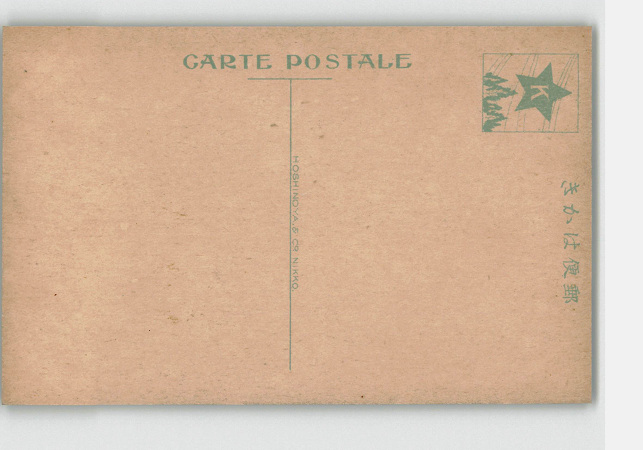 CARTE POSTALE
K
HOSHINOYA & Co NIKKO.
きかは便郵